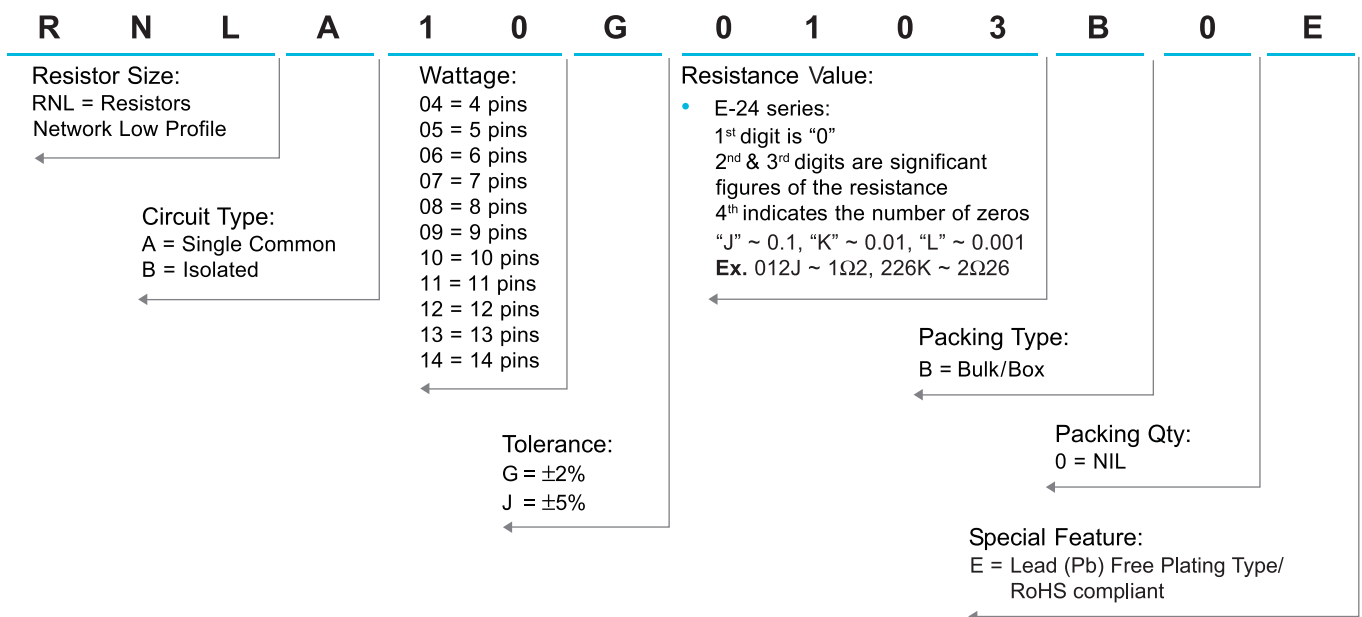 R N L A 1 0 G 0 1 0 3 B 0 E
Resistor Size:
RNL = Resistors
Network Low Profile
Circuit Type:
A = Single Common
B = Isolated
Wattage:
04 = 4 pins
05 = 5 pins
06 = 6 pins
07 = 7 pins
08 = 8 pins
09 = 9 pins
10 = 10 pins
11 = 11 pins
12 = 12 pins
13 = 13 pins
14 = 14 pins
Tolerance:
G = ±2%
J = ±5%
Resistance Value:
• E-24 series:
1st digit is “0”
2nd & 3rd digits are significant
figures of the resistance
4th indicates the number of zeros
“J” ~ 0.1, “K” ~ 0.01, “L” ~ 0.001
Ex. 012J ~ 1Ω2, 226K ~ 2Ω26
Packing Type:
B = Bulk/Box
Packing Qty:
0 = NIL
Special Feature:
E = Lead (Pb) Free Plating Type/
RoHS compliant